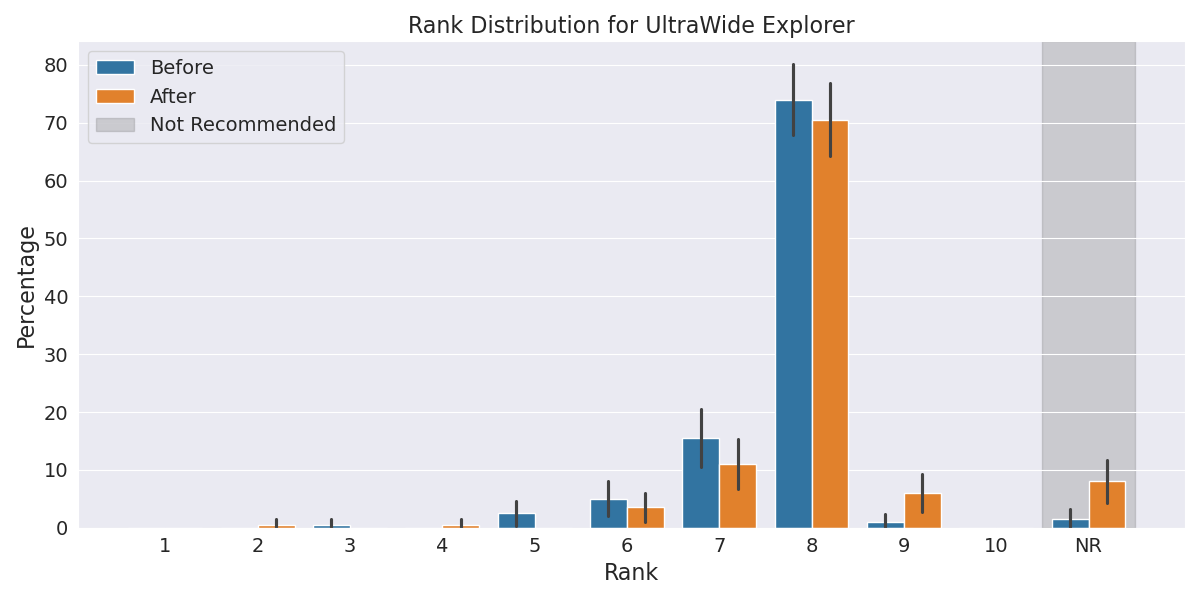 Rank Distribution for UltraWide Explorer
Before
After
Not Recommended
Percentage
80
70
60
50
40
30
20
10
0
1 2 3 4 5 6 7 8 9 10 NR
Rank